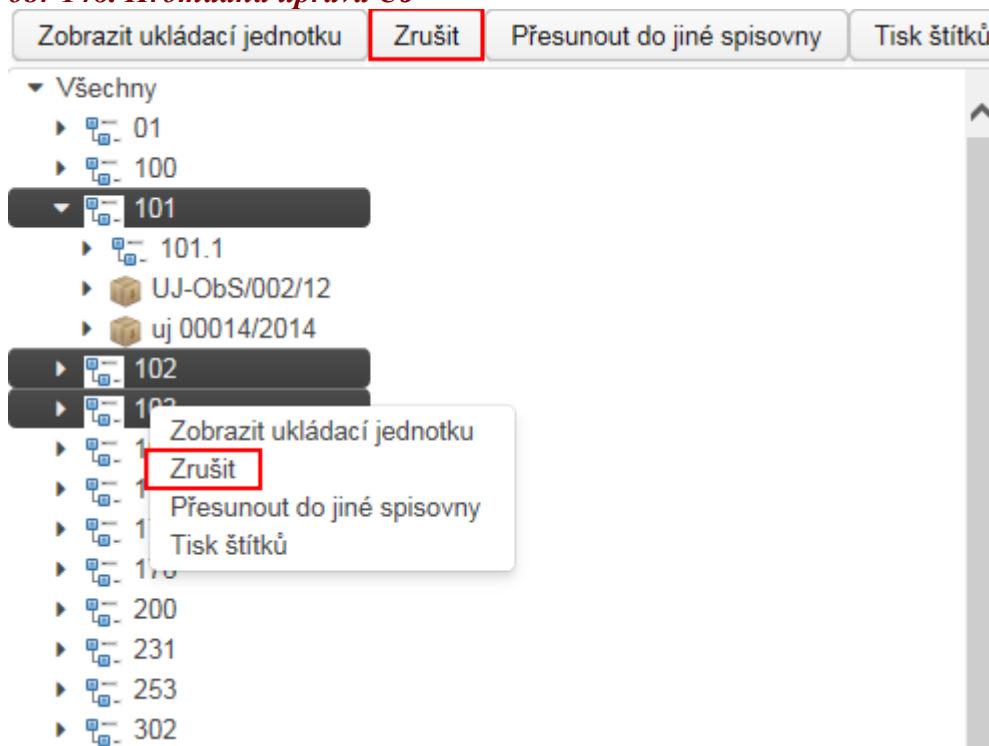 Zobrazit ukládací jednotku Zrušit Přesunout do jiné spisovny Tisk štítků
Všechny
01
100
101
101.1
UJ-ObS/002/12
uj 00014/2014
102
Zobrazit ukládací jednotku
Zrušit
Přesunout do jiné spisovny
Tisk štítků
200
231
253
302